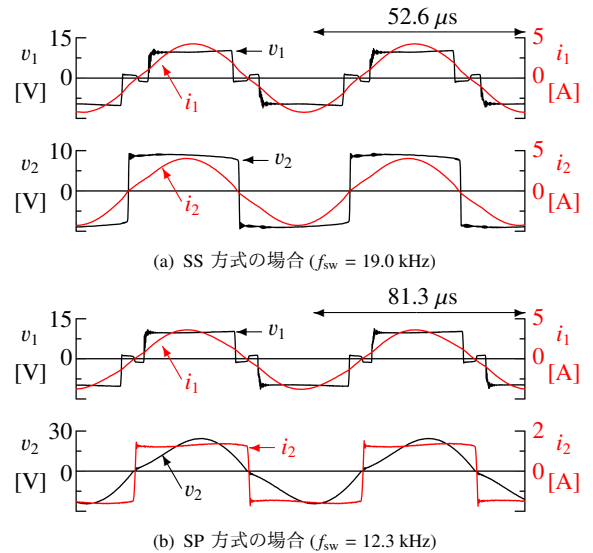 52.6 μs
v₁ 15 v₁ 5 i₁
0 0
[V] i₁ [A]
v₂ 10 v₂ 5 i₂
0 0
[V] i₂ [A]
(a) SS 方式の場合 (f_sw = 19.0 kHz)
81.3 μs
v₁ 15 v₁ 5 i₁
0 0
[V] i₁ [A]
v₂ 30 i₂ 2 i₂
0 0
[V] v₂ [A]
(b) SP 方式の場合 (f_sw = 12.3 kHz)